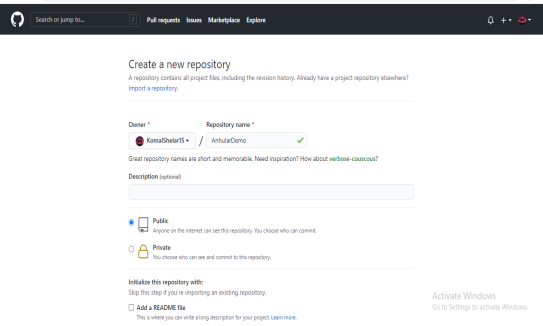 Search or jump to...
/
Pull requests Issues Marketplace Explore
Create a new repository
A repository contains all project files, including the revision history. Already have a project repository elsewhere?
Import a repository.
Owner * Repository name *
KomalShelar15 / AnhularDemo
Great repository names are short and memorable. Need inspiration? How about verbose-couscous?
Description (optional)
Public
Anyone on the internet can see this repository. You choose who can commit.
Private
You choose who can see and commit to this repository.
Initialize this repository with:
Skip this step if you're importing an existing repository.
Add a README file
This is where you can write a long description for your project. Learn more.
Activate Windows
Go to Settings to activate Windows.